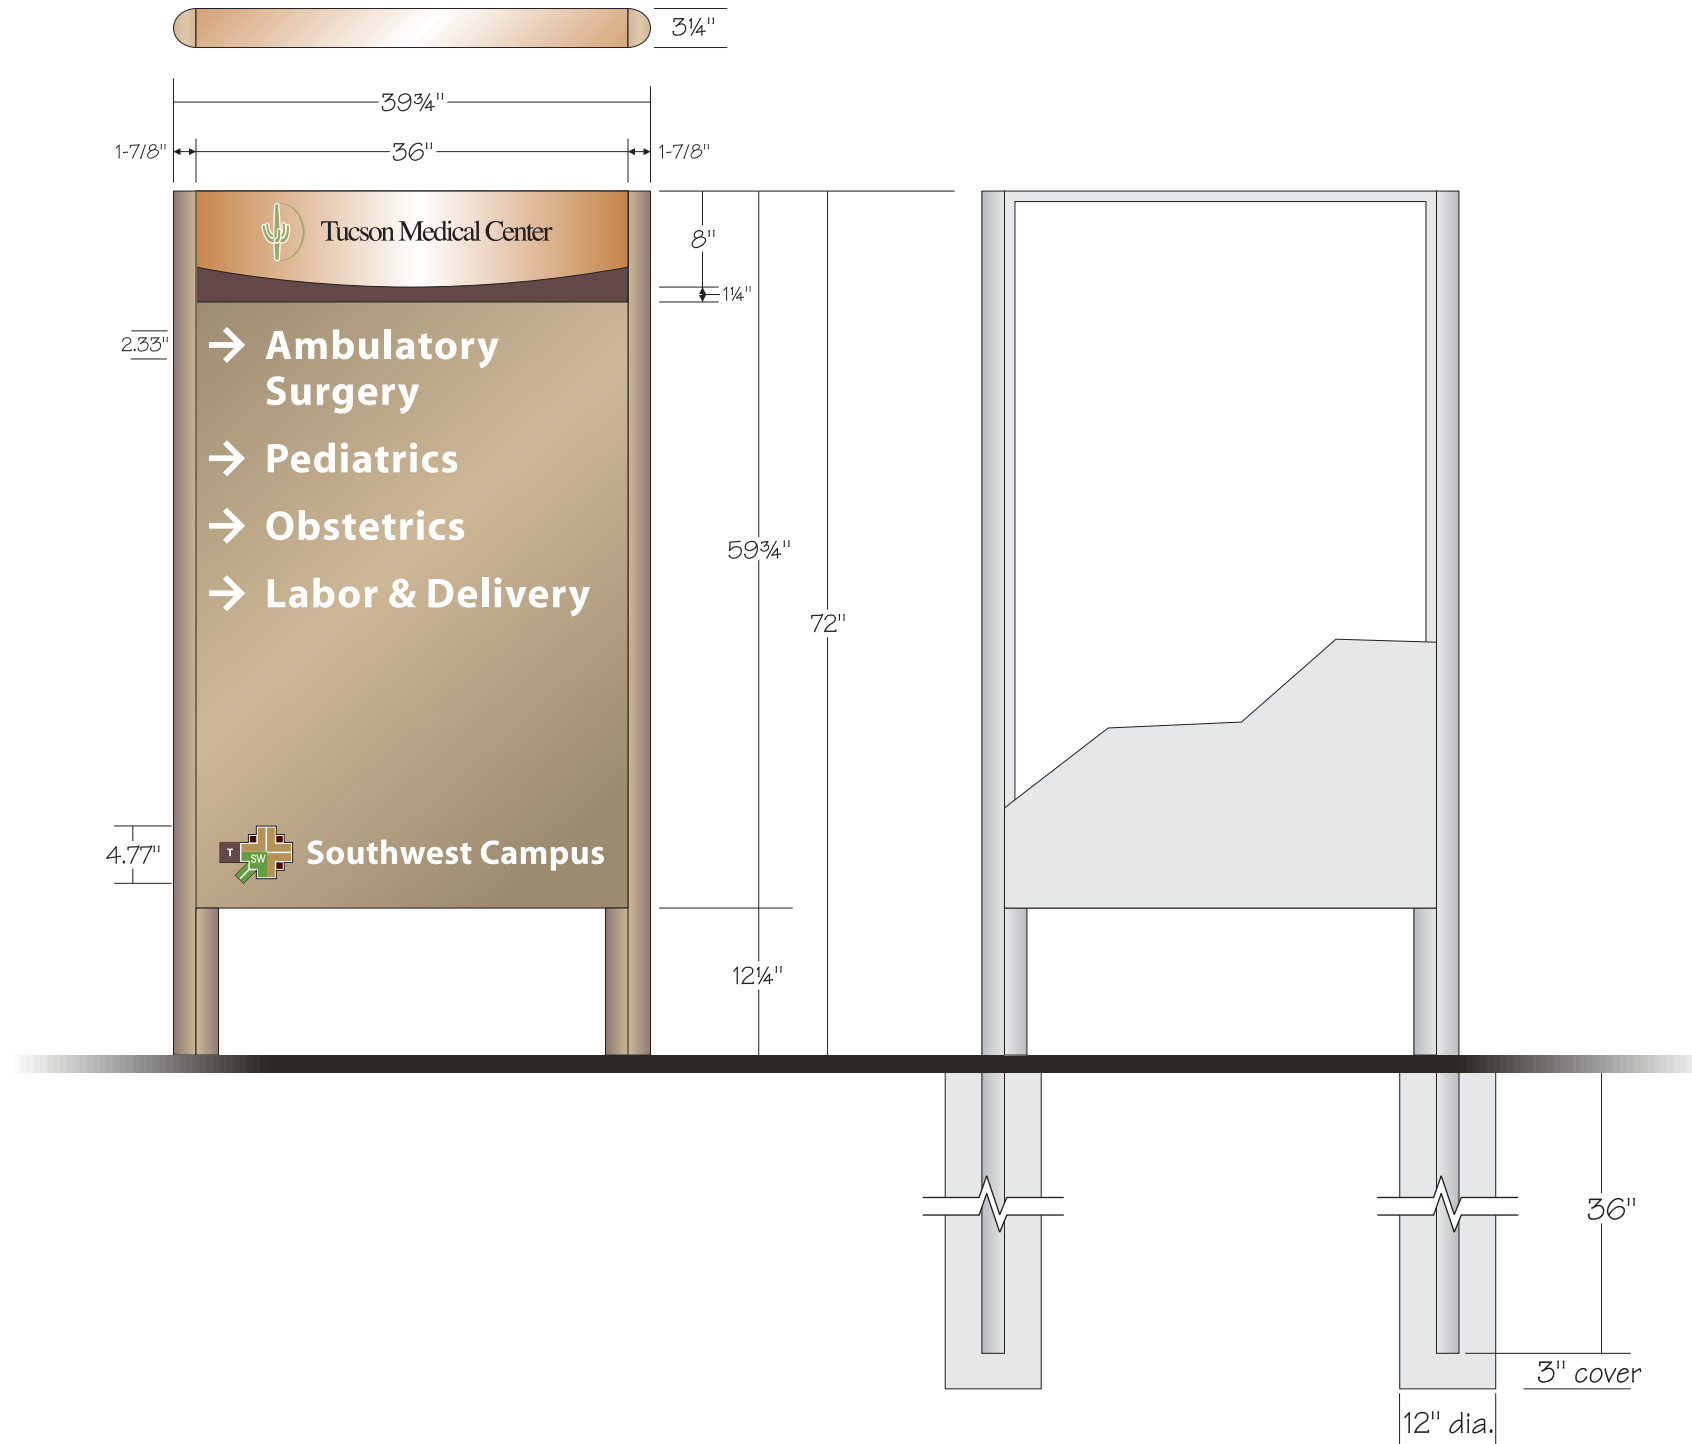 3¼"
39¾"
1-7/8" 36" 1-7/8"
Tucson Medical Center
8"
1¼"
2.33"
→ Ambulatory
Surgery
→ Pediatrics
→ Obstetrics
→ Labor & Delivery
59¾"
72"
4.77"
T SW Southwest Campus
12¼"
36"
3" cover
12" dia.